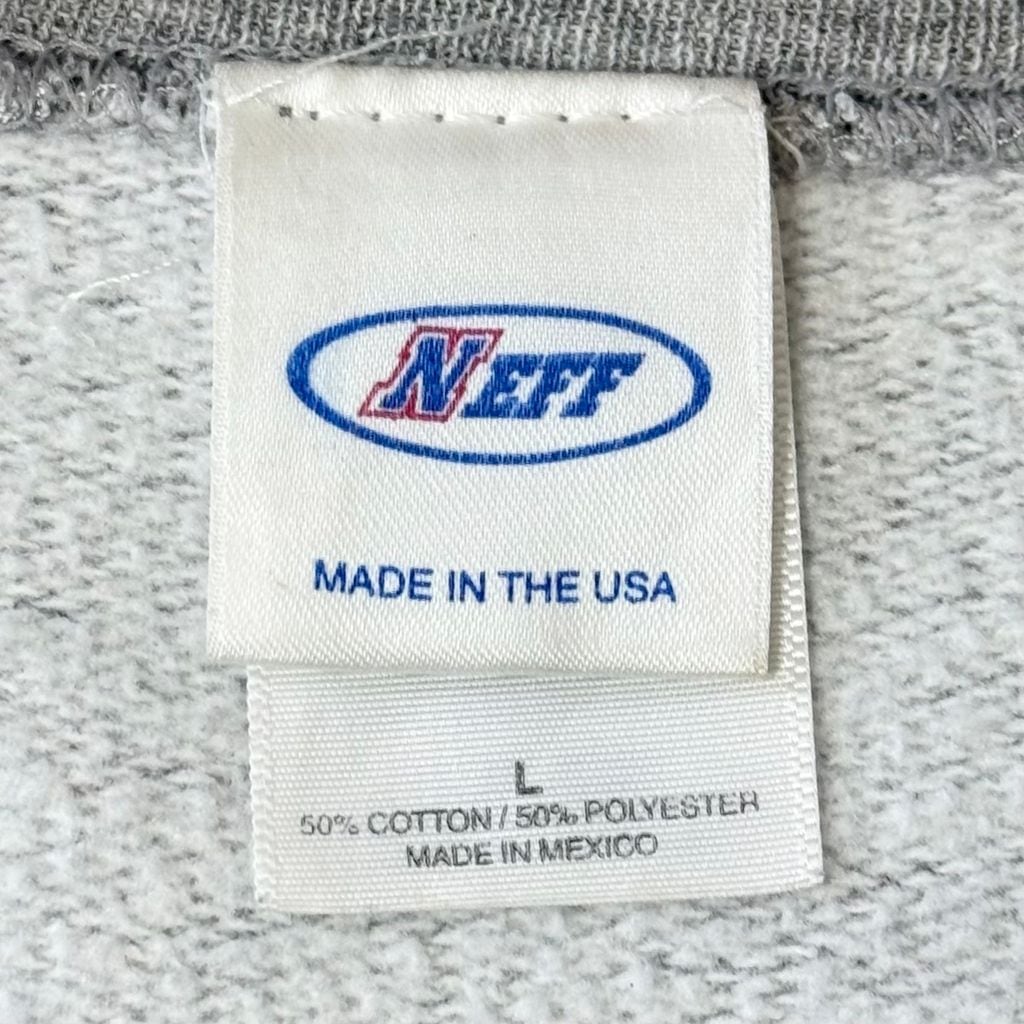 NEFF
MADE IN THE USA
L
50% COTTON / 50% POLYESTER
MADE IN MEXICO